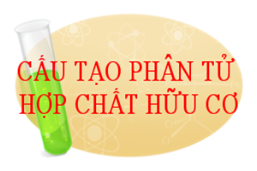 CẤU TẠO PHÂN TỬ
HỢP CHẤT HỮU CƠ